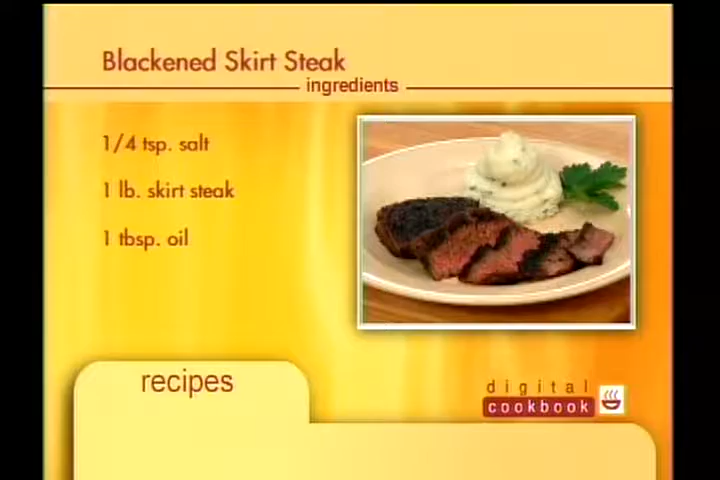 Blackened Skirt Steak
ingredients
1/4 tsp. salt
1 lb. skirt steak
1 tbsp. oil
recipes
digital
cookbook